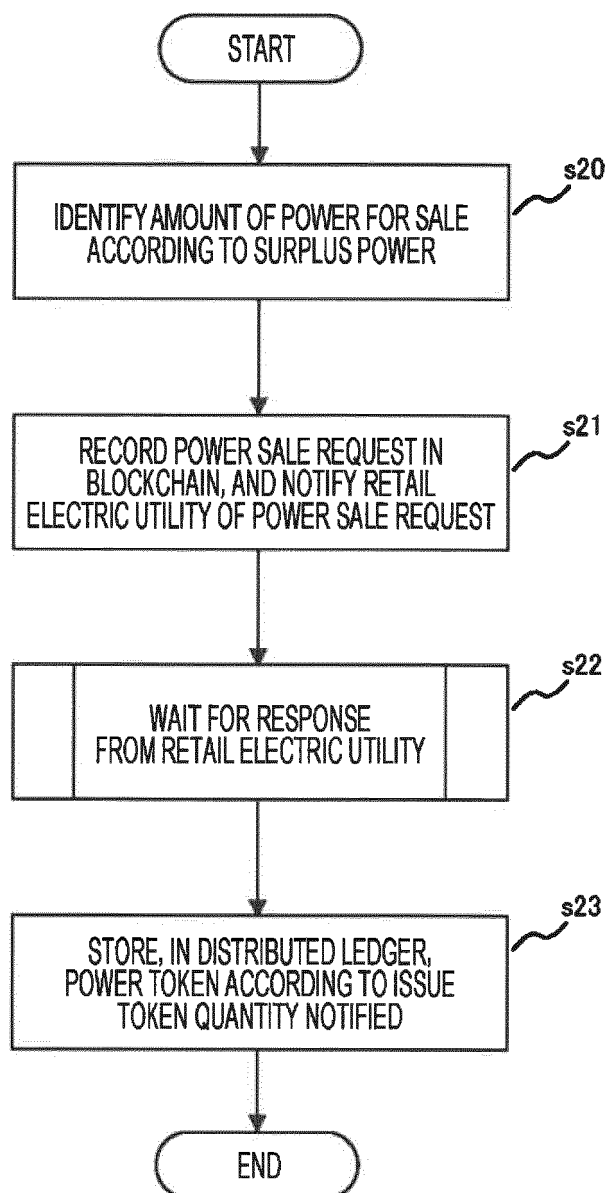 START
s20
IDENTIFY AMOUNT OF POWER FOR SALE
ACCORDING TO SURPLUS POWER
s21
RECORD POWER SALE REQUEST IN
BLOCKCHAIN, AND NOTIFY RETAIL
ELECTRIC UTILITY OF POWER SALE REQUEST
s22
WAIT FOR RESPONSE
FROM RETAIL ELECTRIC UTILITY
s23
STORE, IN DISTRIBUTED LEDGER,
POWER TOKEN ACCORDING TO ISSUE
TOKEN QUANTITY NOTIFIED
END